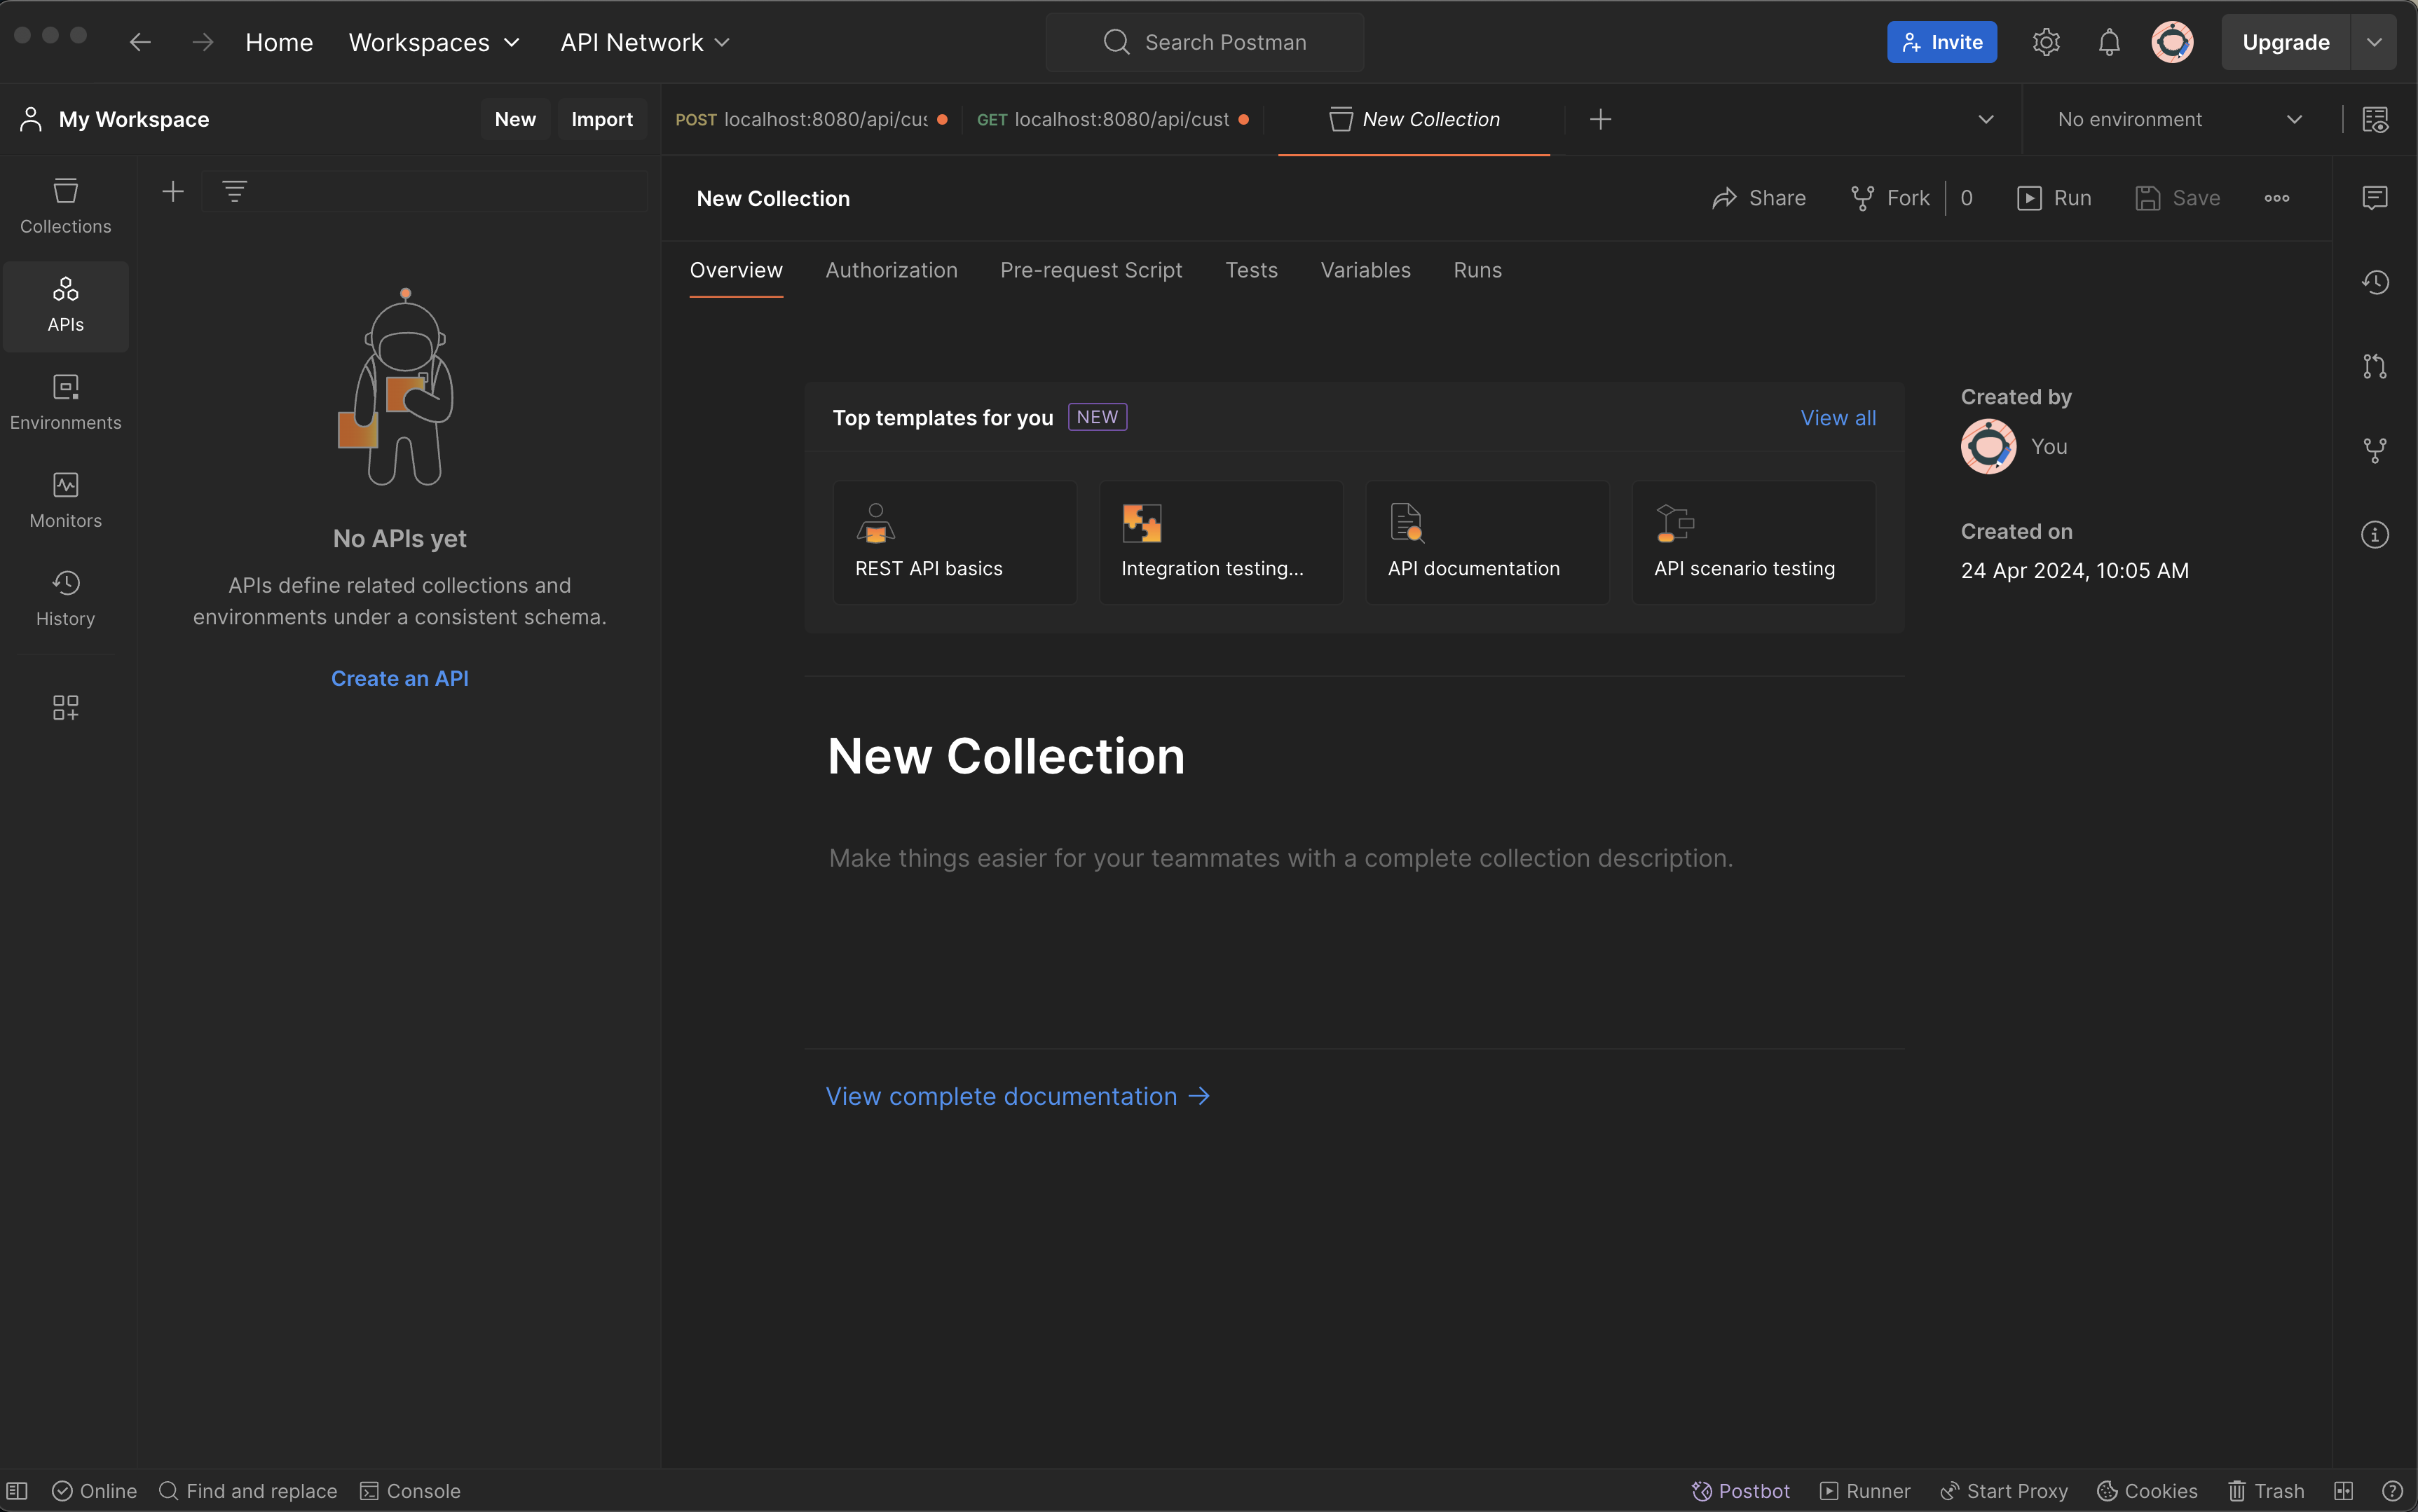 Home
Workspaces
API Network
Search Postman
Invite
Upgrade
My Workspace
New
Import
POST localhost:8080/api/cus
GET localhost:8080/api/cust
New Collection
No environment
Collections
APIs
Environments
Monitors
History
No APIs yet
APIs define related collections and
environments under a consistent schema.
Create an API
New Collection
Share
Fork
0
Run
Save
Overview
Authorization
Pre-request Script
Tests
Variables
Runs
Top templates for you
NEW
View all
REST API basics
Integration testing...
API documentation
API scenario testing
Created by
You
Created on
24 Apr 2024, 10:05 AM
New Collection
Make things easier for your teammates with a complete collection description.
View complete documentation →
Online
Find and replace
Console
Postbot
Runner
Start Proxy
Cookies
Trash